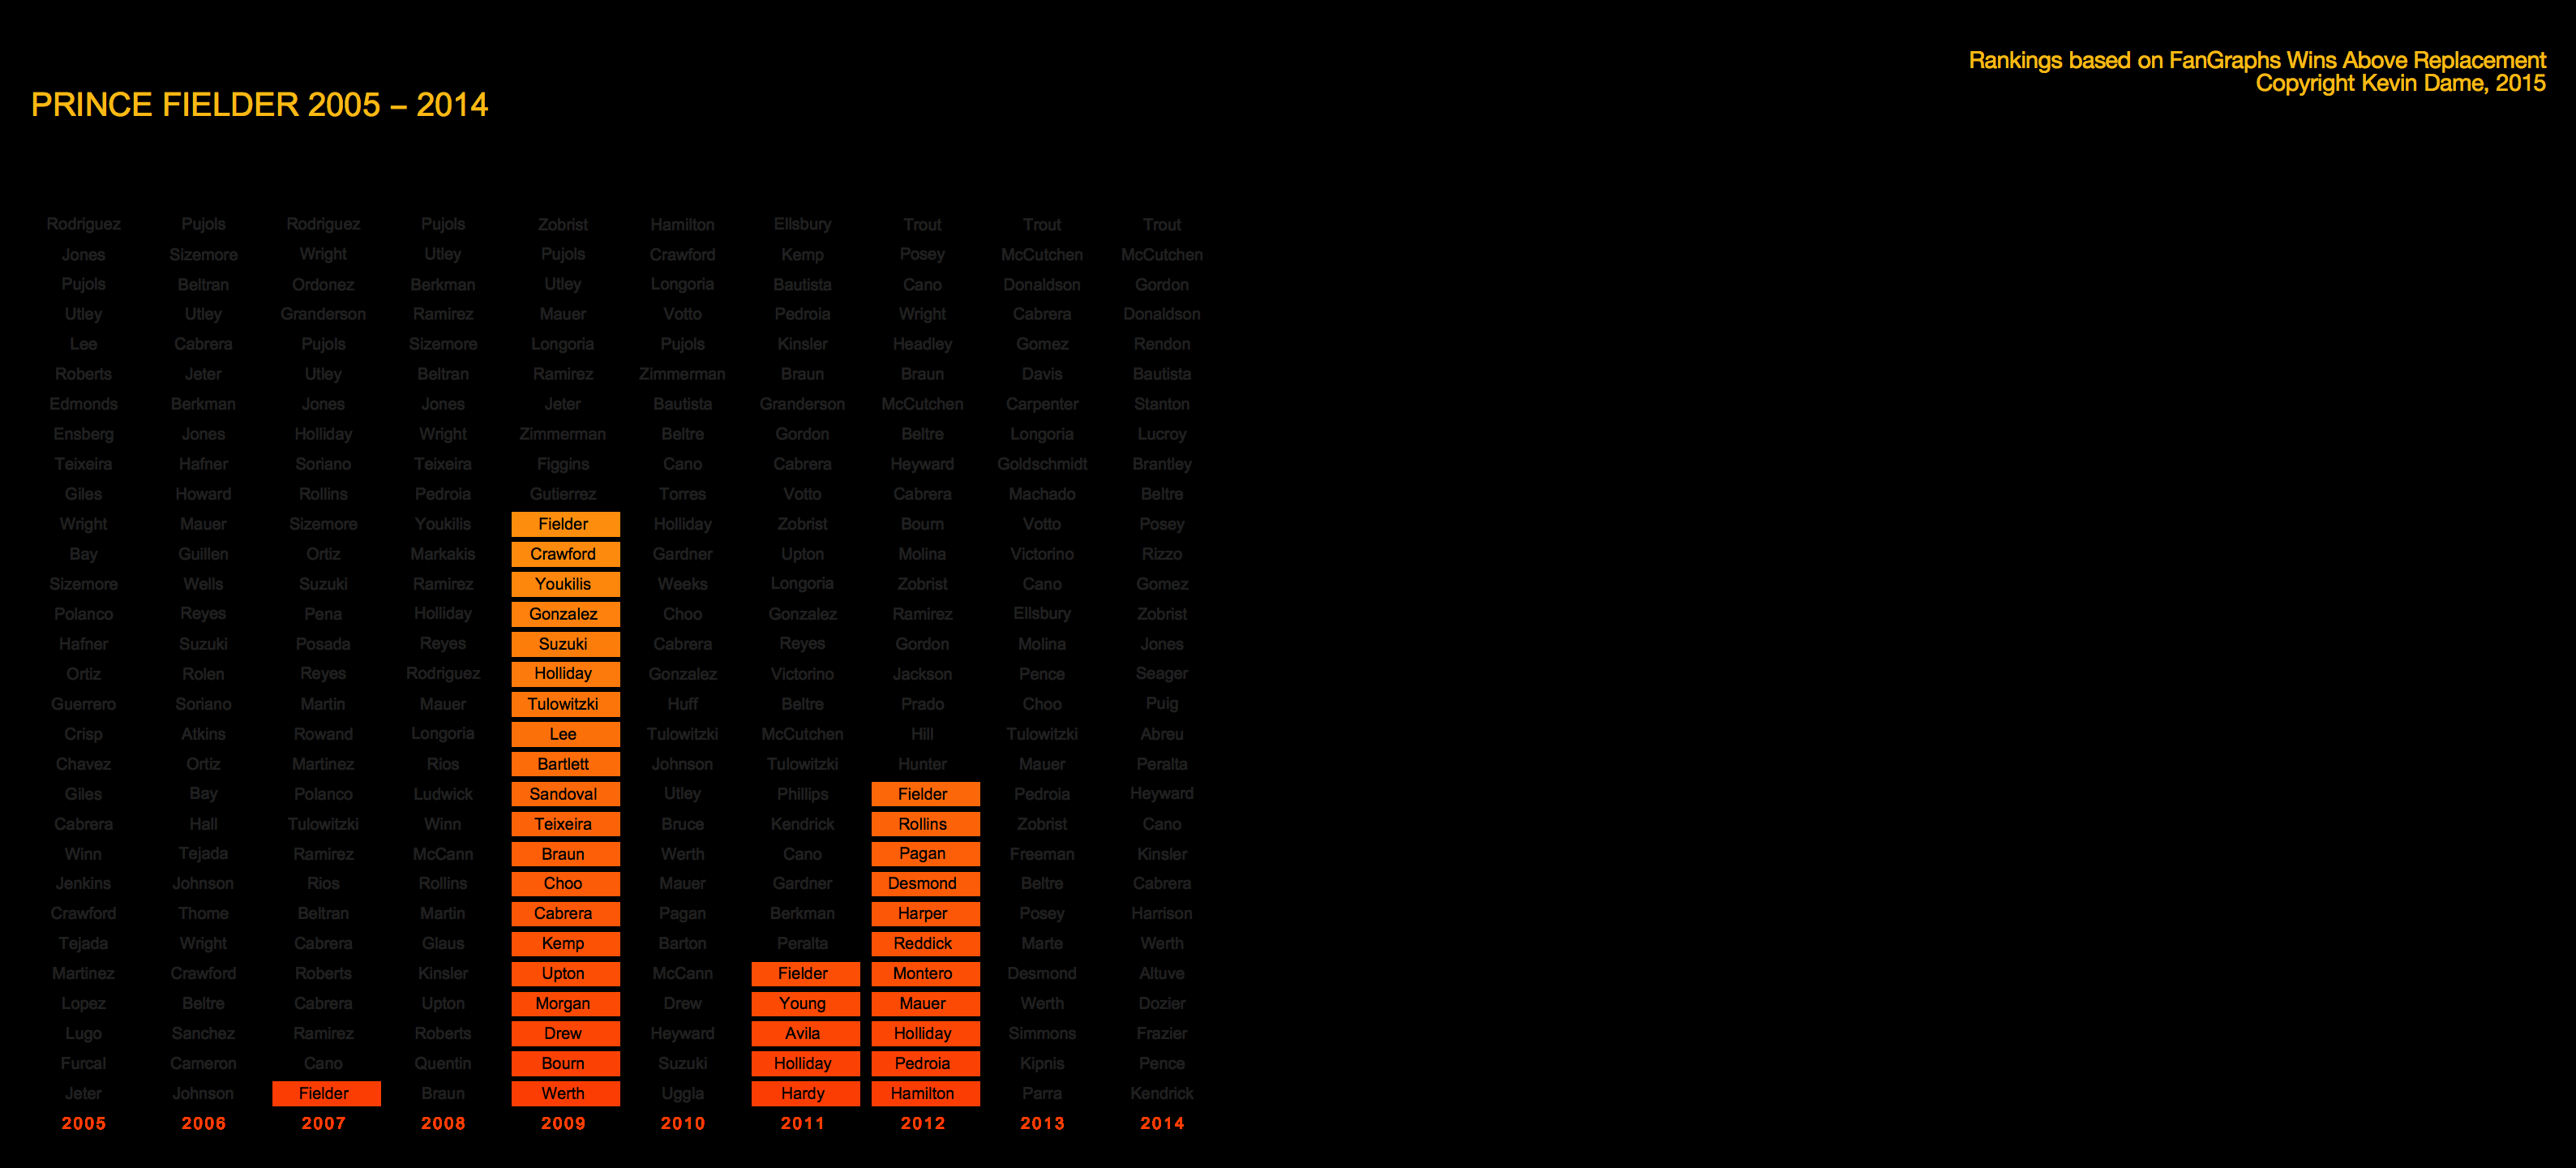 Rankings based on FanGraphs Wins Above Replacement
Copyright Kevin Dame, 2015
PRINCE FIELDER 2005 – 2014
Rodriguez Pujols Rodriguez Pujols Zobrist Hamilton Ellsbury Trout Trout Trout
Jones Sizemore Wright Utley Pujols Crawford Kemp Posey McCutchen McCutchen
Pujols Beltran Ordonez Berkman Utley Longoria Bautista Cano Donaldson Gordon
Utley Utley Granderson Ramirez Mauer Votto Pedroia Wright Cabrera Donaldson
Lee Cabrera Pujols Sizemore Longoria Pujols Kinsler Headley Gomez Rendon
Roberts Jeter Utley Beltran Ramirez Zimmerman Braun Braun Davis Bautista
Edmonds Berkman Jones Jones Jeter Bautista Granderson McCutchen Carpenter Stanton
Ensberg Jones Holliday Wright Zimmerman Beltre Gordon Beltre Longoria Lucroy
Teixeira Hafner Soriano Teixeira Figgins Cano Cabrera Heyward Goldschmidt Brantley
Giles Howard Rollins Pedroia Gutierrez Torres Votto Cabrera Machado Beltre
Wright Mauer Sizemore Youkilis Fielder Holliday Zobrist Bourn Votto Posey
Bay Guillen Ortiz Markakis Crawford Gardner Upton Molina Victorino Rizzo
Sizemore Wells Suzuki Ramirez Youkilis Weeks Longoria Zobrist Cano Gomez
Polanco Reyes Pena Holliday Gonzalez Choo Gonzalez Ramirez Ellsbury Zobrist
Hafner Suzuki Posada Reyes Suzuki Cabrera Reyes Gordon Molina Jones
Ortiz Rolen Reyes Rodriguez Holliday Gonzalez Victorino Jackson Pence Seager
Guerrero Soriano Martin Mauer Tulowitzki Huff Beltre Prado Choo Puig
Crisp Atkins Rowand Longoria Lee Tulowitzki McCutchen Hill Tulowitzki Abreu
Chavez Ortiz Martinez Rios Bartlett Johnson Tulowitzki Hunter Mauer Peralta
Giles Bay Polanco Ludwick Sandoval Utley Phillips Fielder Pedroia Heyward
Cabrera Hall Tulowitzki Winn Teixeira Bruce Kendrick Rollins Zobrist Cano
Winn Tejada Ramirez McCann Braun Werth Cano Pagan Freeman Kinsler
Jenkins Johnson Rios Rollins Choo Mauer Gardner Desmond Beltre Cabrera
Crawford Thome Beltran Martin Cabrera Pagan Berkman Harper Posey Harrison
Tejada Wright Cabrera Glaus Kemp Barton Peralta Reddick Marte Werth
Martinez Crawford Roberts Kinsler Upton McCann Fielder Montero Desmond Altuve
Lopez Beltre Cabrera Upton Morgan Drew Young Mauer Werth Dozier
Lugo Sanchez Ramirez Roberts Drew Heyward Avila Holliday Simmons Frazier
Furcal Cameron Cano Quentin Bourn Suzuki Holliday Pedroia Kipnis Pence
Jeter Johnson Fielder Braun Werth Uggla Hardy Hamilton Parra Kendrick
2005 2006 2007 2008 2009 2010 2011 2012 2013 2014